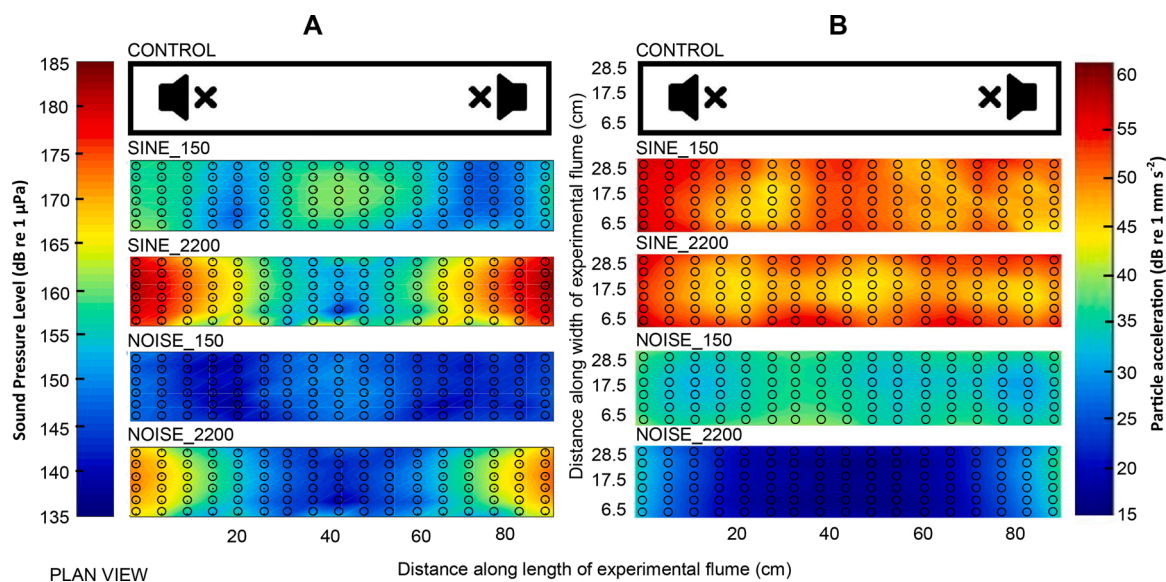 A
B
CONTROL
CONTROL
185
180
175
170
165
160
155
150
145
140
135
Sound Pressure Level (dB re 1 μPa)
SINE_150
SINE_2200
NOISE_150
NOISE_2200
20
40
60
80
Distance along width of experimental flume (cm)
28.5
17.5
6.5
SINE_150
28.5
17.5
6.5
SINE_2200
28.5
17.5
6.5
NOISE_150
28.5
17.5
6.5
NOISE_2200
28.5
17.5
6.5
20
40
60
80
60
55
50
45
40
35
30
25
20
15
Particle acceleration (dB re 1 mm s⁻²)
PLAN VIEW
Distance along length of experimental flume (cm)